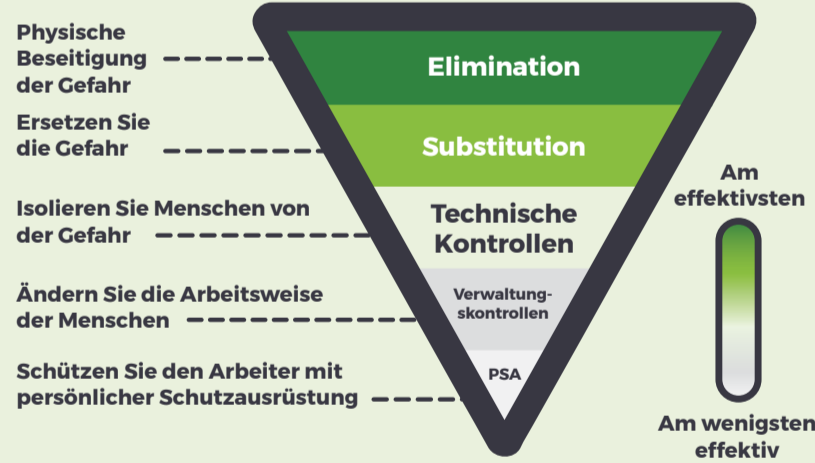 Physische
Beseitigung
der Gefahr
Elimination
Ersetzen Sie
die Gefahr
Substitution
Isolieren Sie Menschen von
der Gefahr
Technische
Kontrollen
Ändern Sie die Arbeitsweise
der Menschen
Verwaltung-
skontrollen
Schützen Sie den Arbeiter mit
persönlicher Schutzausrüstung
PSA
Am
effektivsten
Am wenigsten
effektiv